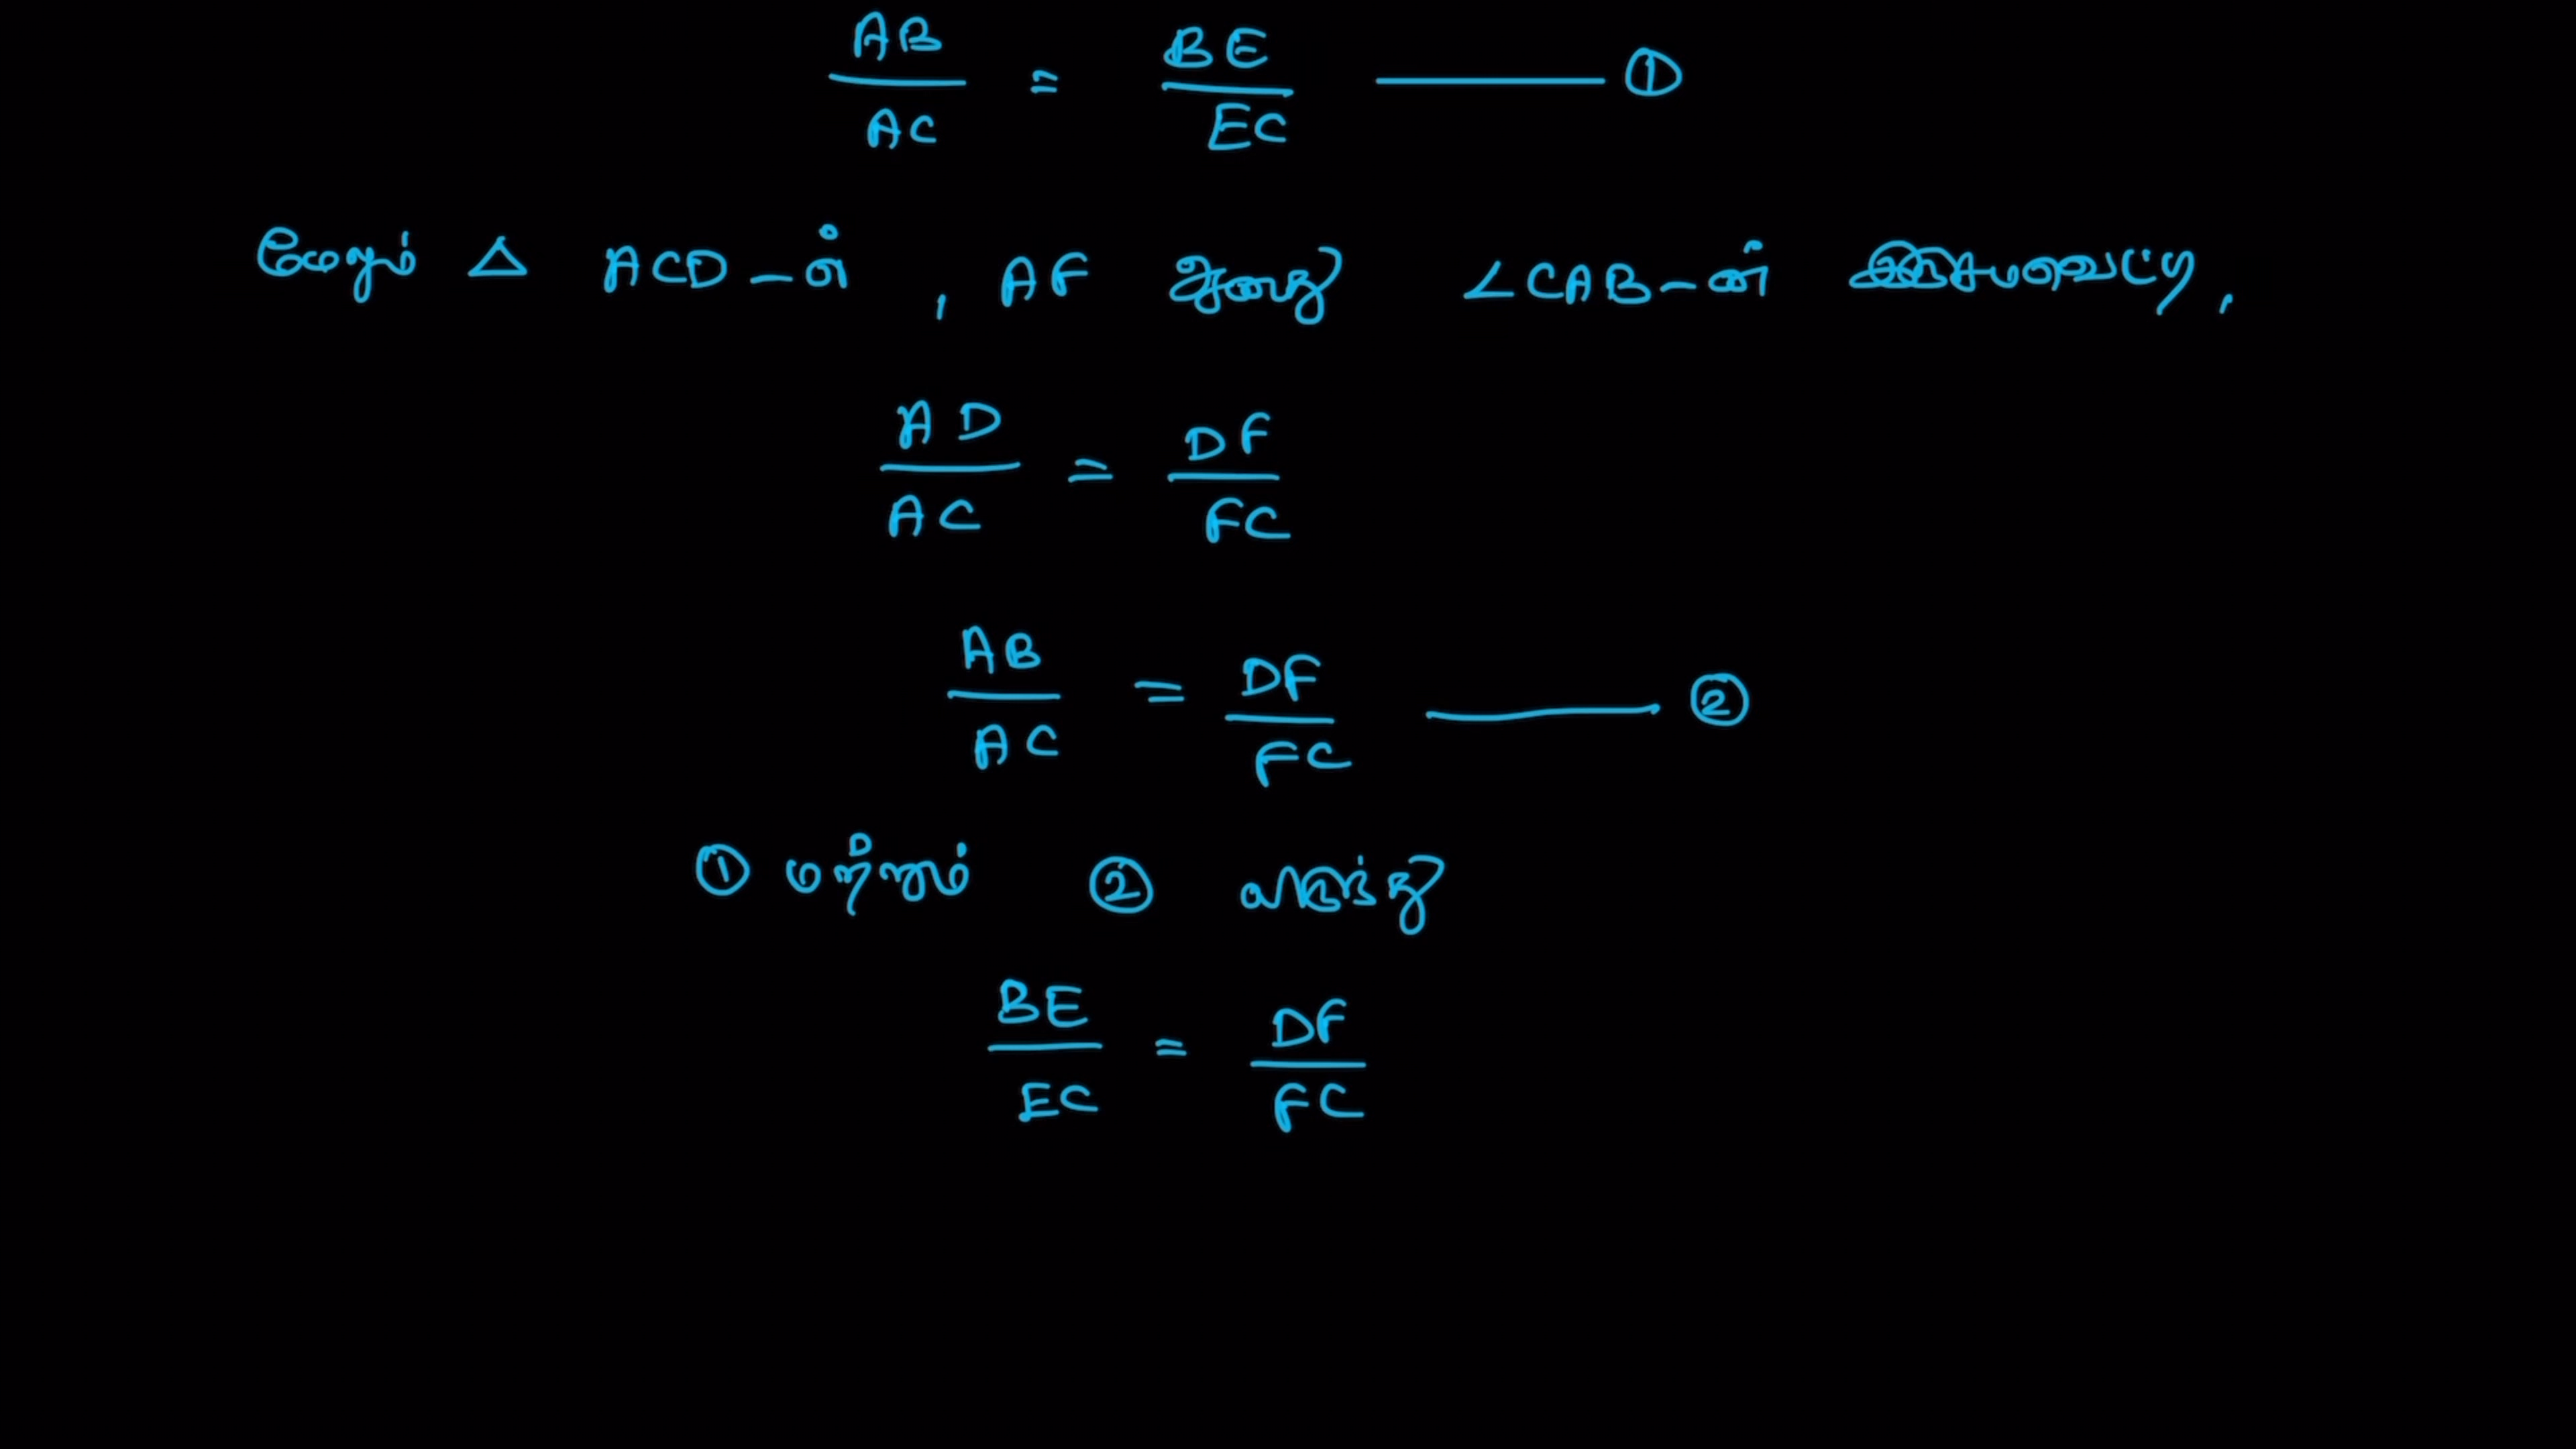 AB/AC = BE/EC ——— ①
மேலும் △ ACD-ல் , AF ஆனது ∠CAB-ன் இருசமவெட்டி,
AD/AC = DF/FC
AB/AC = DF/FC ——— ②
① மற்றும் ② லிருந்து
BE/EC = DF/FC